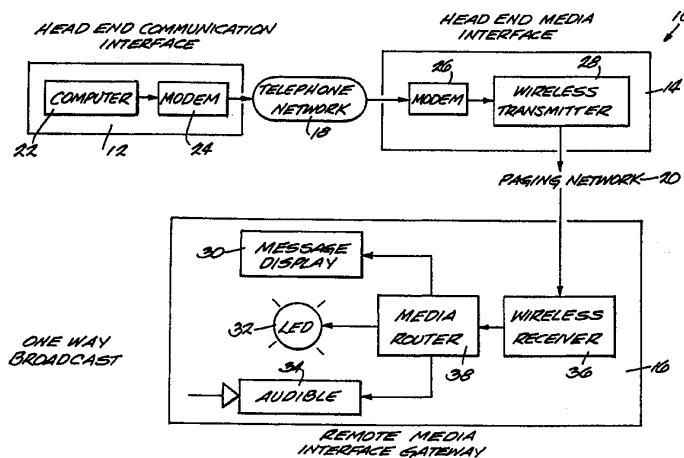 HEAD END COMMUNICATION
INTERFACE
HEAD END MEDIA
INTERFACE
10
COMPUTER
MODEM
22
12
24
TELEPHONE
NETWORK
18
26
MODEM
28
WIRELESS
TRANSMITTER
14
PAGING NETWORK
20
30
MESSAGE
DISPLAY
32
LED
MEDIA
ROUTER
38
WIRELESS
RECEIVER
36
16
34
AUDIBLE
ONE WAY
BROADCAST
REMOTE MEDIA
INTERFACE GATEWAY